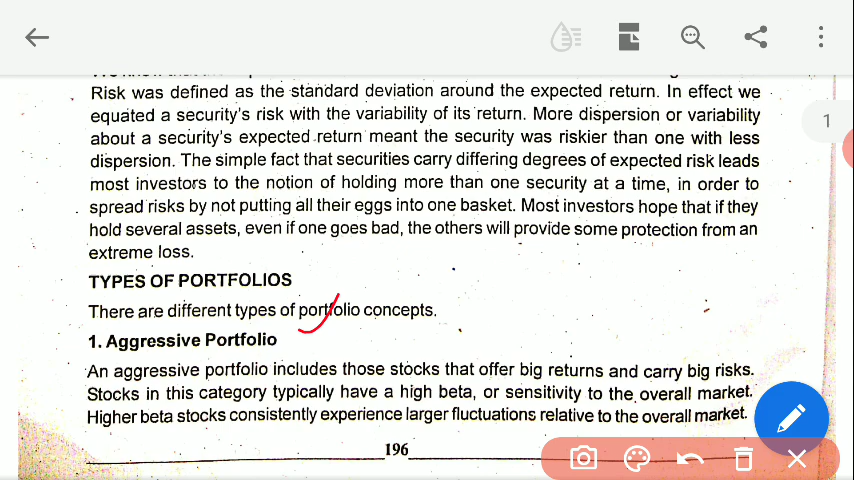 Risk was defined as the standard deviation around the expected return. In effect we
equated a security's risk with the variability of its return. More dispersion or variability
about a security's expected return meant the security was riskier than one with less
dispersion. The simple fact that securities carry differing degrees of expected risk leads
most investors to the notion of holding more than one security at a time, in order to
spread risks by not putting all their eggs into one basket. Most investors hope that if they
hold several assets, even if one goes bad, the others will provide some protection from an
extreme loss.
TYPES OF PORTFOLIOS
There are different types of portfolio concepts.
1. Aggressive Portfolio
An aggressive portfolio includes those stocks that offer big returns and carry big risks.
Stocks in this category typically have a high beta, or sensitivity to the overall market.
Higher beta stocks consistently experience larger fluctuations relative to the overall market.
196
1